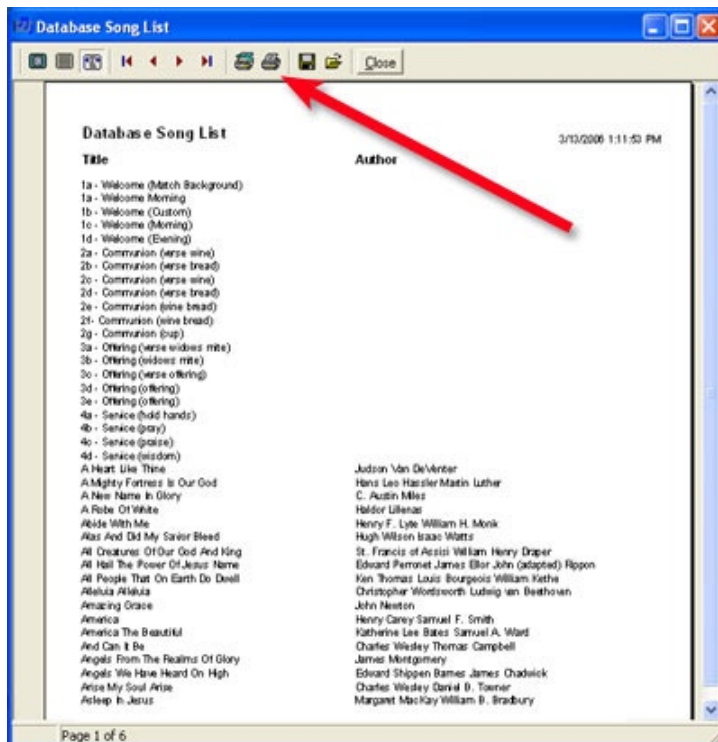 Database Song List
Close
Database Song List
3/13/2006 1:11:53 PM
Title Author
1a - Welcome (Match Background)
1a - Welcome Morning
1b - Welcome (Custom)
1c - Welcome (Morning)
1d - Welcome (Evening)
2a - Communion (verse wine)
2b - Communion (verse bread)
2c - Communion (verse wine)
2d - Communion (verse bread)
2e - Communion (wine bread)
2f- Communion (wine bread)
2g - Communion (cup)
3a - Offering (verse widows mite)
3b - Offering (widows mite)
3c - Offering (verse offering)
3d - Offering (offering)
3e - Offering (offering)
4a - Service (hold hands)
4b - Service (pray)
4c - Service (praise)
4d - Service (wisdom)
A Heart Like Thine Judson Van DeVenter
A Mighty Fortress Is Our God Hans Leo Hassler Martin Luther
A New Name In Glory C. Austin Miles
A Robe Of White Haldor Lillenas
Abide With Me Henry F. Lyte William H. Monk
Alas And Did My Savior Bleed Hugh Wilson Isaac Watts
All Creatures Of Our God And King St. Francis of Assisi William Henry Draper
All Hail The Power Of Jesus Name Edward Perronet James Ellor John (adapted) Rippon
All People That On Earth Do Dwell Ken Thomas Louis Bourgeois William Kethe
Alleluia Alleluia Christopher Wordsworth Ludwig van Beethoven
Amazing Grace John Newton
America Henry Carey Samuel F. Smith
America The Beautiful Katherine Lee Bates Samuel A. Ward
And Can It Be Charles Wesley Thomas Campbell
Angels From The Realms Of Glory James Montgomery
Angels We Have Heard On High Edward Shippen Barnes James Chadwick
Arise My Soul Arise Charles Wesley Daniel B. Towner
Asleep In Jesus Margaret MacKay William B. Bradbury
Page 1 of 6